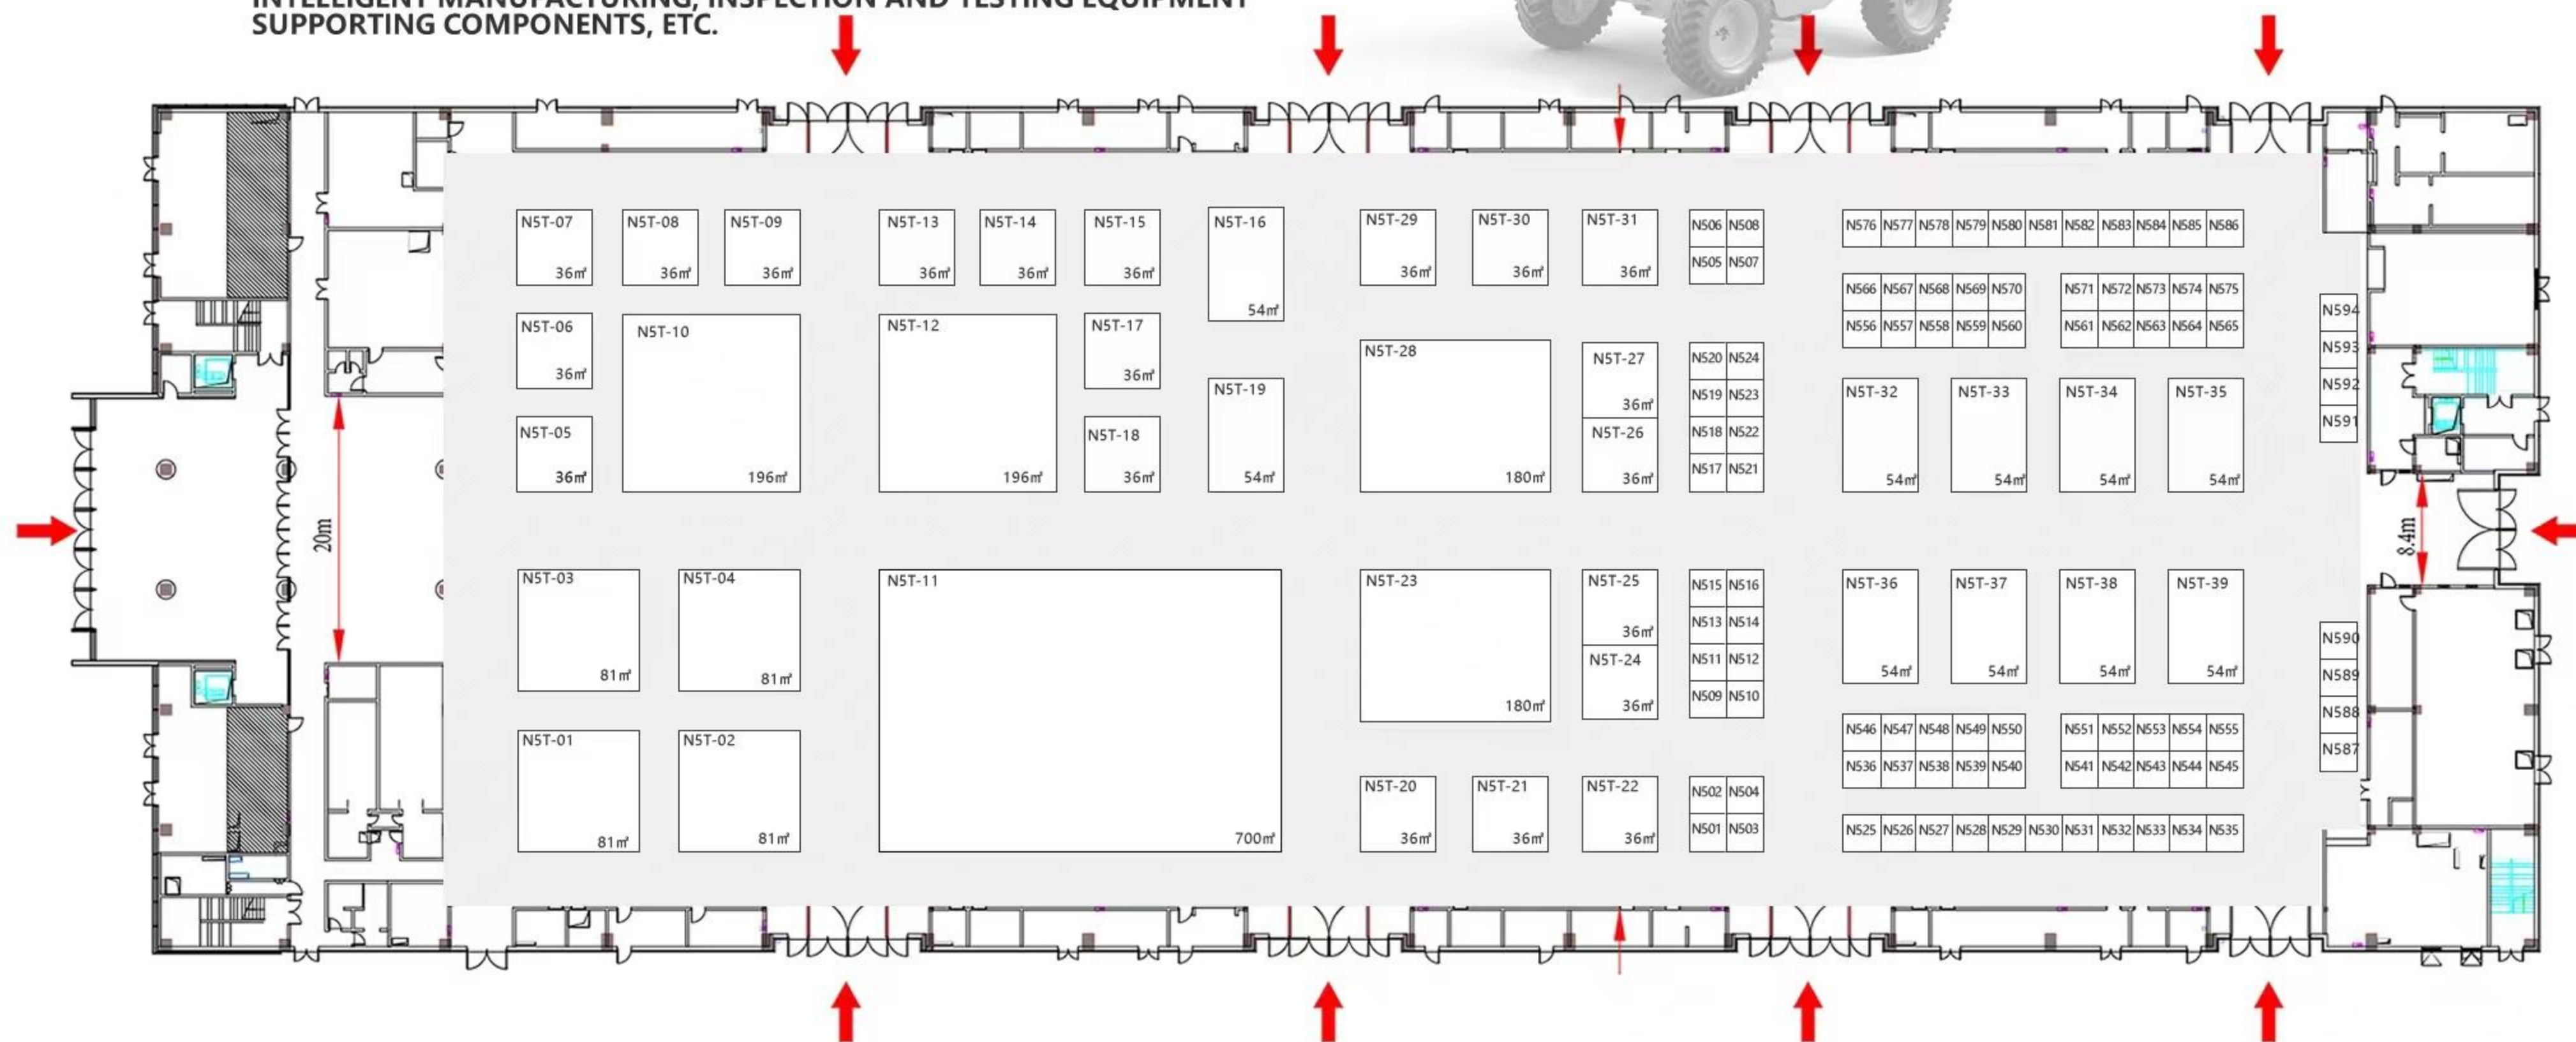 INTELLIGENT MANUFACTURING, INSPECTION AND TESTING EQUIPMENT
SUPPORTING COMPONENTS, ETC.
N5T-07
36㎡
N5T-08
36㎡
N5T-09
36㎡
N5T-13
36㎡
N5T-14
36㎡
N5T-15
36㎡
N5T-16
54㎡
N5T-29
36㎡
N5T-30
36㎡
N5T-31
36㎡
N506 N508
N505 N507
N576 N577 N578 N579 N580 N581 N582 N583 N584 N585 N586
N566 N567 N568 N569 N570
N556 N557 N558 N559 N560
N571 N572 N573 N574 N575
N561 N562 N563 N564 N565
N594
N593
N592
N591
N5T-06
36㎡
N5T-10
196㎡
N5T-12
196㎡
N5T-17
36㎡
N5T-05
36㎡
N5T-18
36㎡
N5T-19
54㎡
N5T-28
180㎡
N5T-27
36㎡
N5T-26
36㎡
N520 N524
N519 N523
N518 N522
N517 N521
N5T-32
54㎡
N5T-33
54㎡
N5T-34
54㎡
N5T-35
54㎡
20m
8.4m
N5T-03
81㎡
N5T-04
81㎡
N5T-11
700㎡
N5T-23
180㎡
N5T-25
36㎡
N5T-24
36㎡
N515 N516
N513 N514
N511 N512
N509 N510
N5T-36
54㎡
N5T-37
54㎡
N5T-38
54㎡
N5T-39
54㎡
N590
N589
N588
N587
N5T-01
81㎡
N5T-02
81㎡
N5T-20
36㎡
N5T-21
36㎡
N5T-22
36㎡
N502 N504
N501 N503
N546 N547 N548 N549 N550
N536 N537 N538 N539 N540
N551 N552 N553 N554 N555
N541 N542 N543 N544 N545
N525 N526 N527 N528 N529 N530 N531 N532 N533 N534 N535